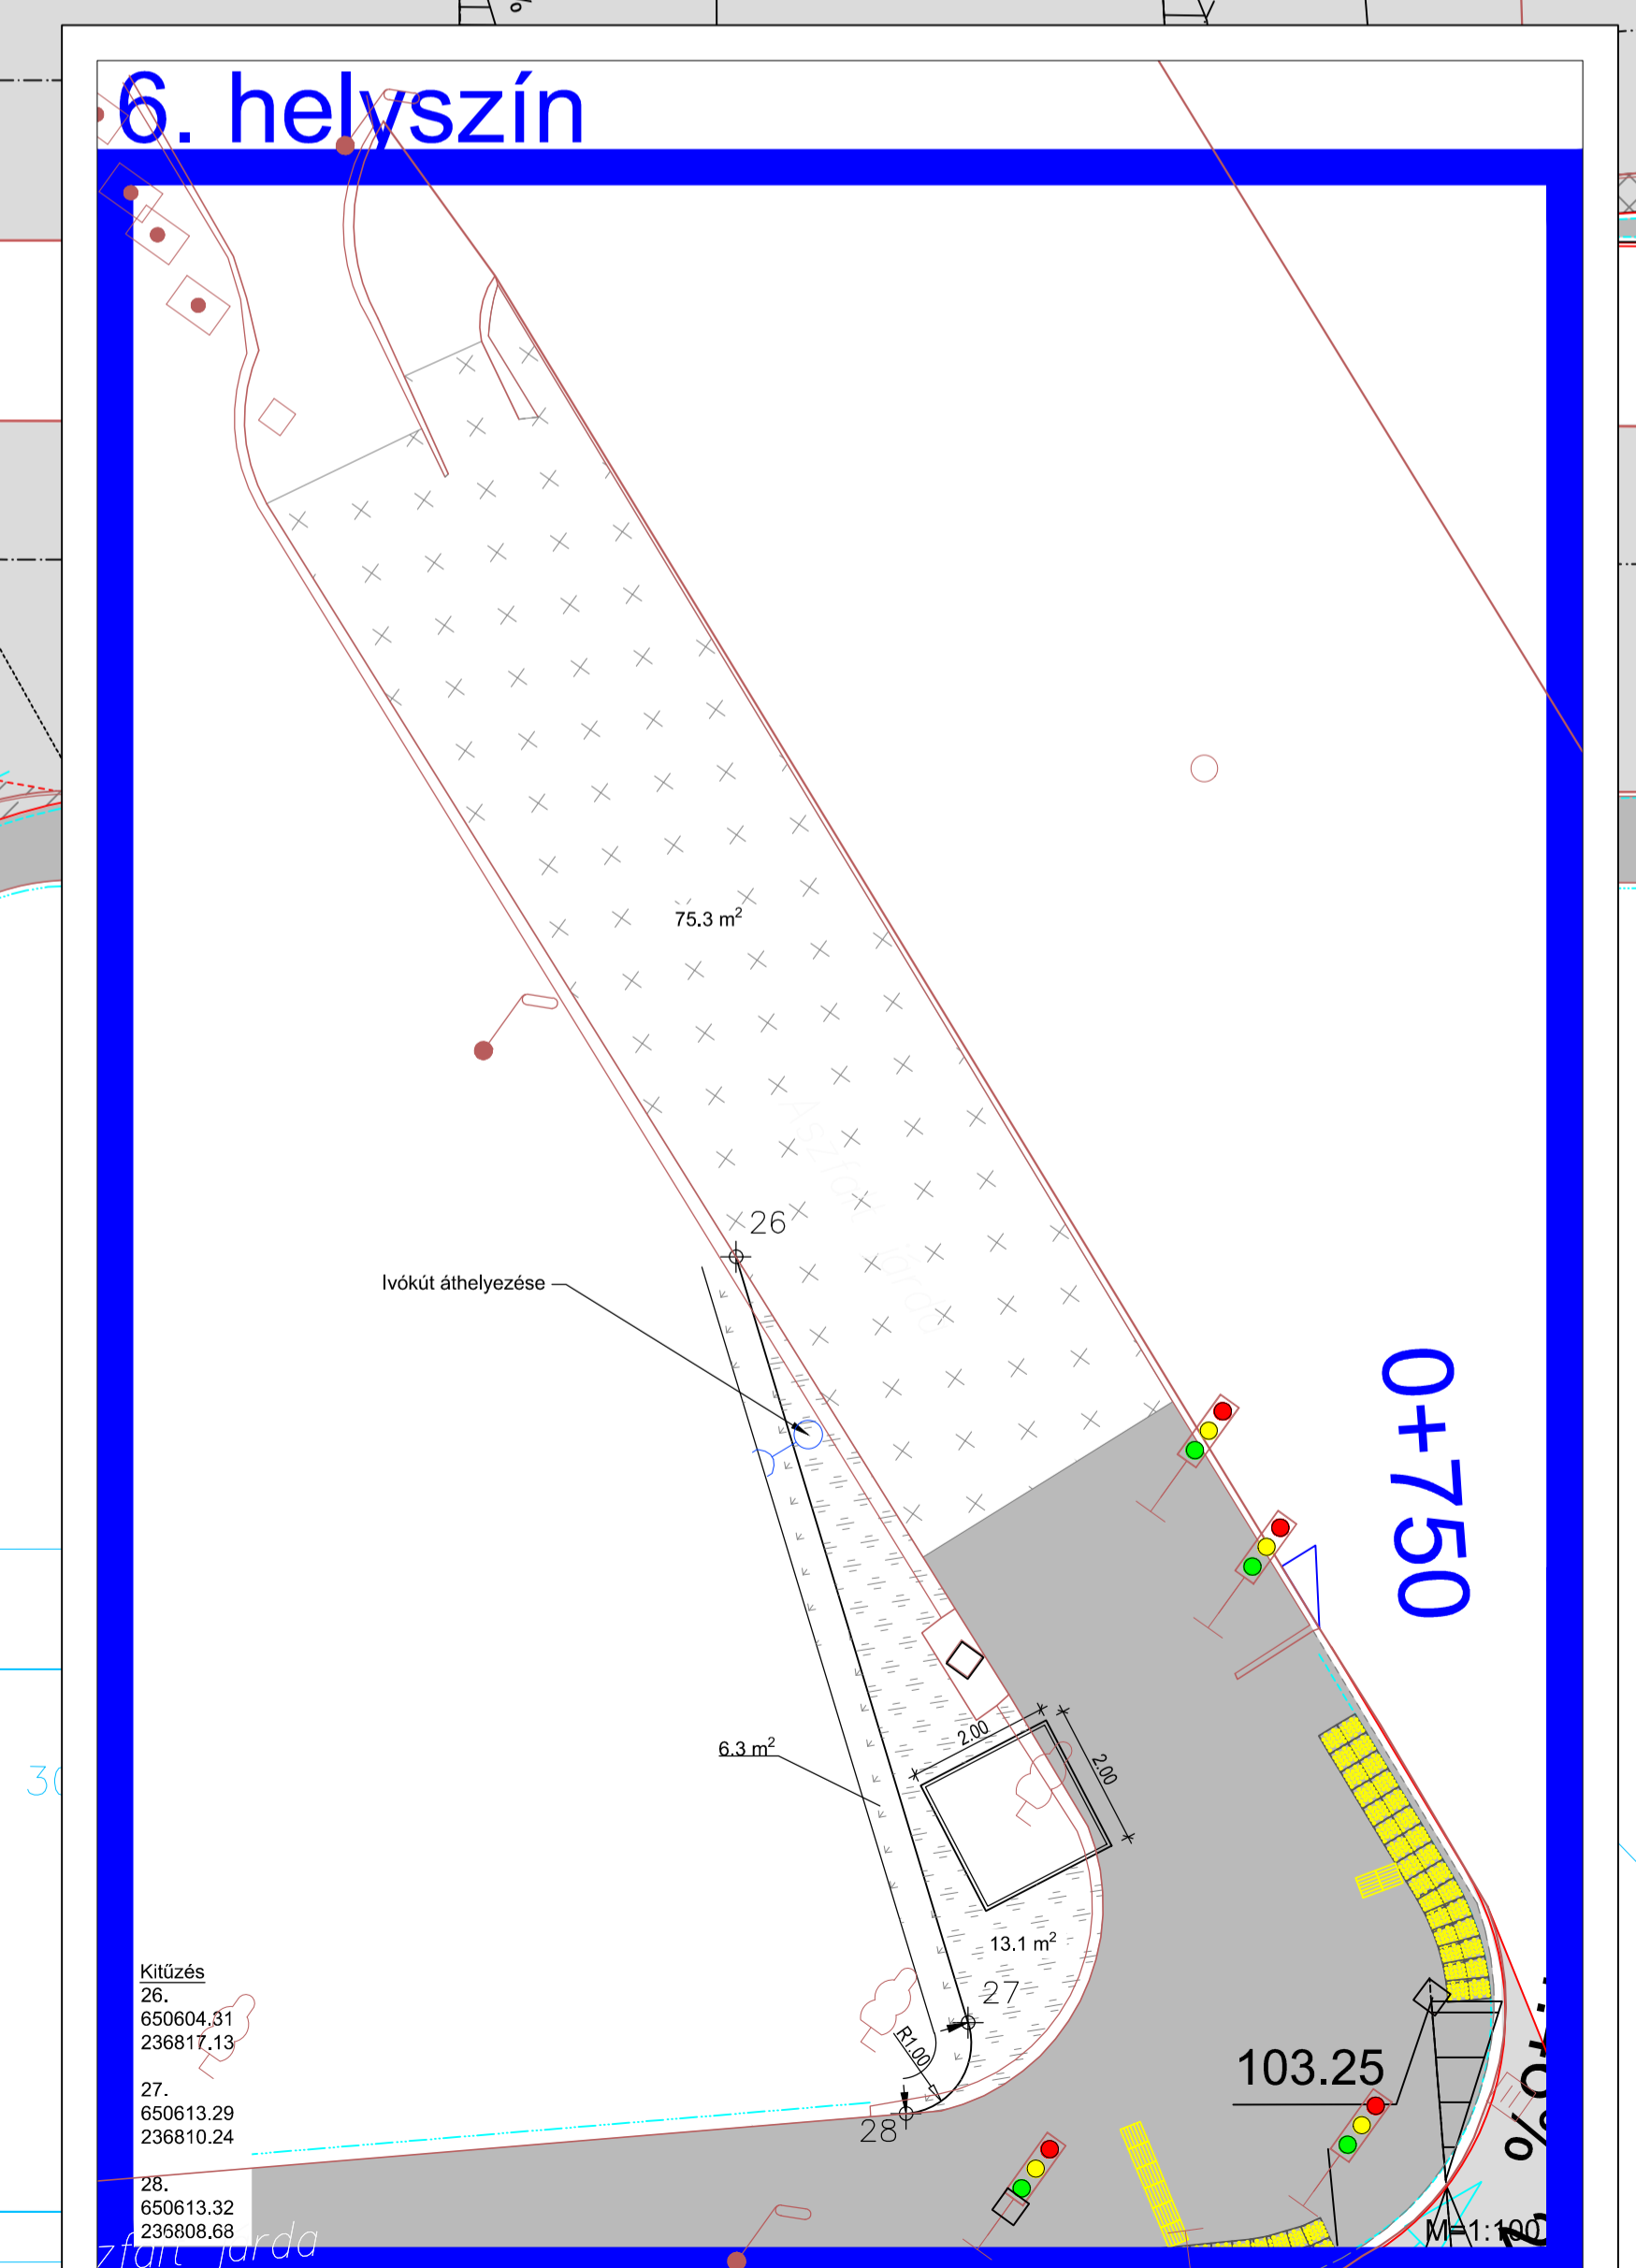 6. helyszín
75.3 m²
26
Ivókút áthelyezése
0+750
2.00
2.00
6.3 m²
13.1 m²
27
R1.00
28
103.25
30
Kitűzés
26.
650604.31
236817.13
27.
650613.29
236810.24
28.
650613.32
236808.68
járda
M=1:100